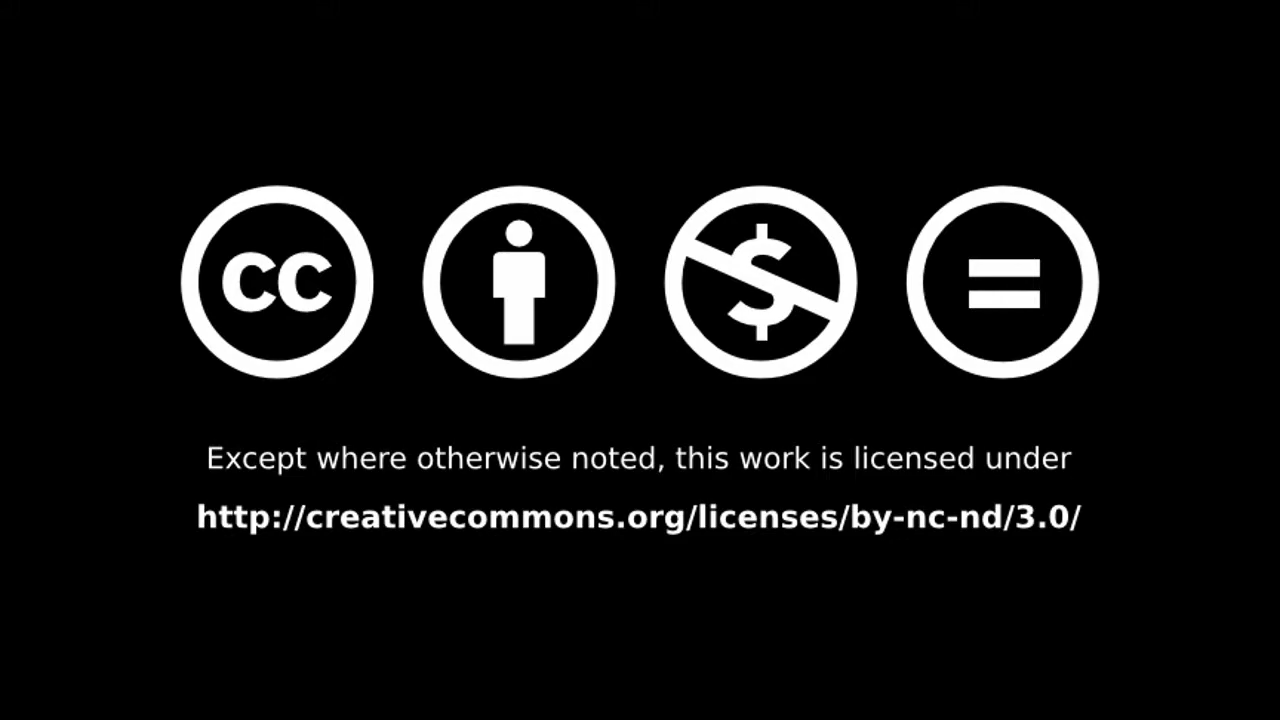 cc $ =
Except where otherwise noted, this work is licensed under
http://creativecommons.org/licenses/by-nc-nd/3.0/